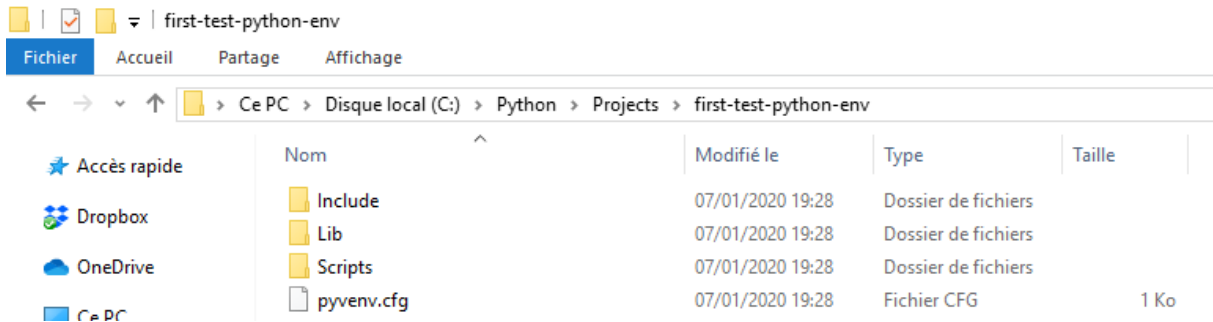 first-test-python-env
Fichier Accueil Partage Affichage
Ce PC > Disque local (C:) > Python > Projects > first-test-python-env
Nom Modifié le Type Taille
Accès rapide
Dropbox
OneDrive
Ce PC
Include 07/01/2020 19:28 Dossier de fichiers
Lib 07/01/2020 19:28 Dossier de fichiers
Scripts 07/01/2020 19:28 Dossier de fichiers
pyvenv.cfg 07/01/2020 19:28 Fichier CFG 1 Ko